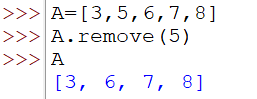 >>> A=[3,5,6,7,8]
>>> A.remove(5)
>>> A
[3, 6, 7, 8]